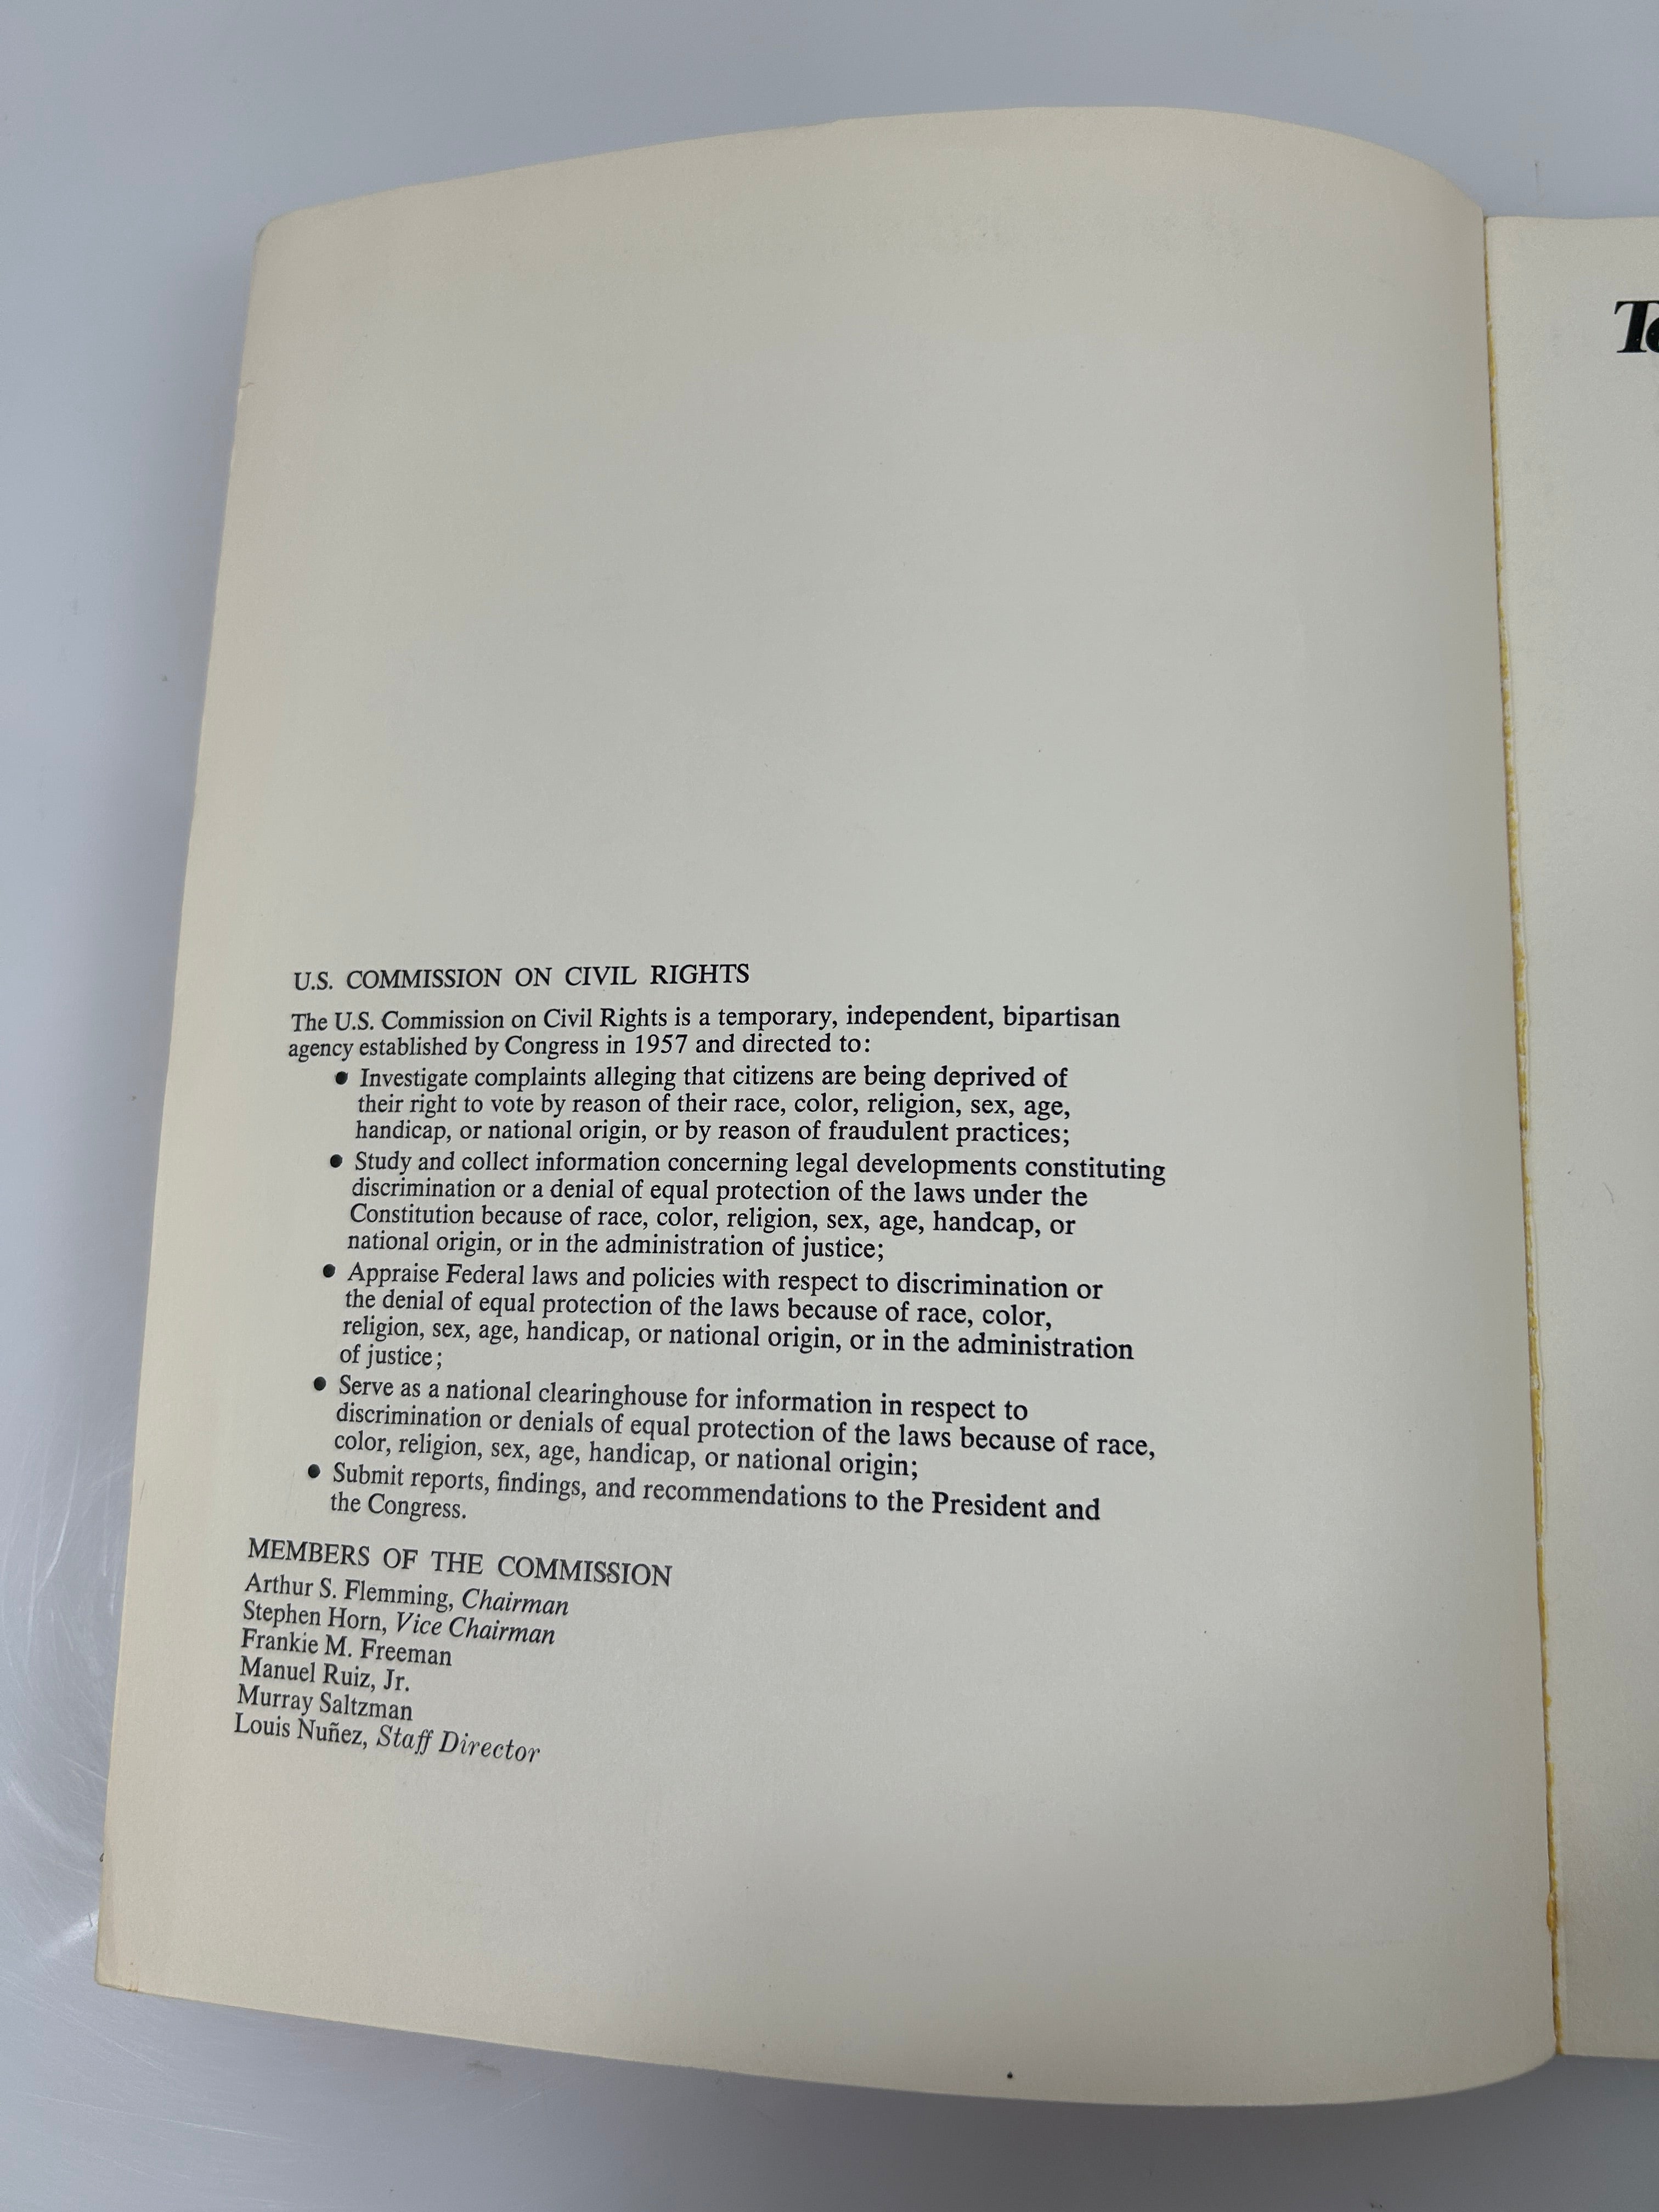 U.S. COMMISSION ON CIVIL RIGHTS
The U.S. Commission on Civil Rights is a temporary, independent, bipartisan
agency established by Congress in 1957 and directed to:
● Investigate complaints alleging that citizens are being deprived of
their right to vote by reason of their race, color, religion, sex, age,
handicap, or national origin, or by reason of fraudulent practices;
● Study and collect information concerning legal developments constituting
discrimination or a denial of equal protection of the laws under the
Constitution because of race, color, religion, sex, age, handcap, or
national origin, or in the administration of justice;
● Appraise Federal laws and policies with respect to discrimination or
the denial of equal protection of the laws because of race, color,
religion, sex, age, handicap, or national origin, or in the administration
of justice;
● Serve as a national clearinghouse for information in respect to
discrimination or denials of equal protection of the laws because of race,
color, religion, sex, age, handicap, or national origin;
● Submit reports, findings, and recommendations to the President and
the Congress.
MEMBERS OF THE COMMISSION
Arthur S. Flemming, Chairman
Stephen Horn, Vice Chairman
Frankie M. Freeman
Manuel Ruiz, Jr.
Murray Saltzman
Louis Nuñez, Staff Director